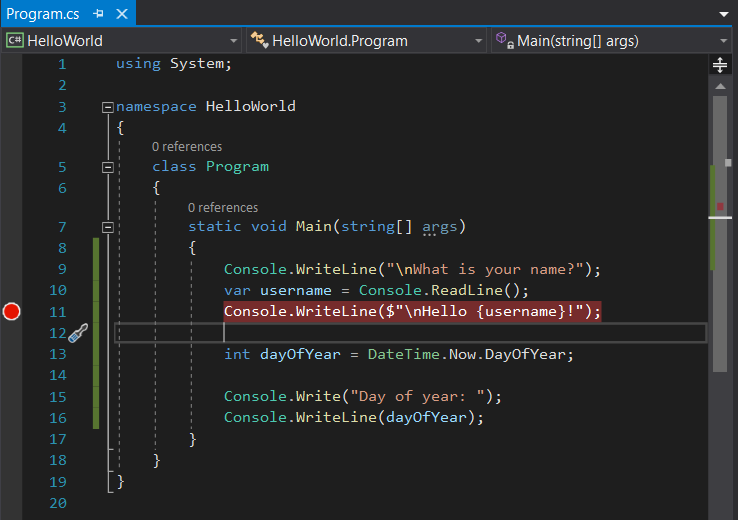 Program.cs
C# HelloWorld HelloWorld.Program Main(string[] args)
1 using System;
2
3 namespace HelloWorld
4 {
0 references
5 class Program
6 {
0 references
7 static void Main(string[] args)
8 {
9 Console.WriteLine("\nWhat is your name?");
10 var username = Console.ReadLine();
11 Console.WriteLine($"\nHello {username}!");
12
13 int dayOfYear = DateTime.Now.DayOfYear;
14
15 Console.Write("Day of year: ");
16 Console.WriteLine(dayOfYear);
17 }
18 }
19 }
20